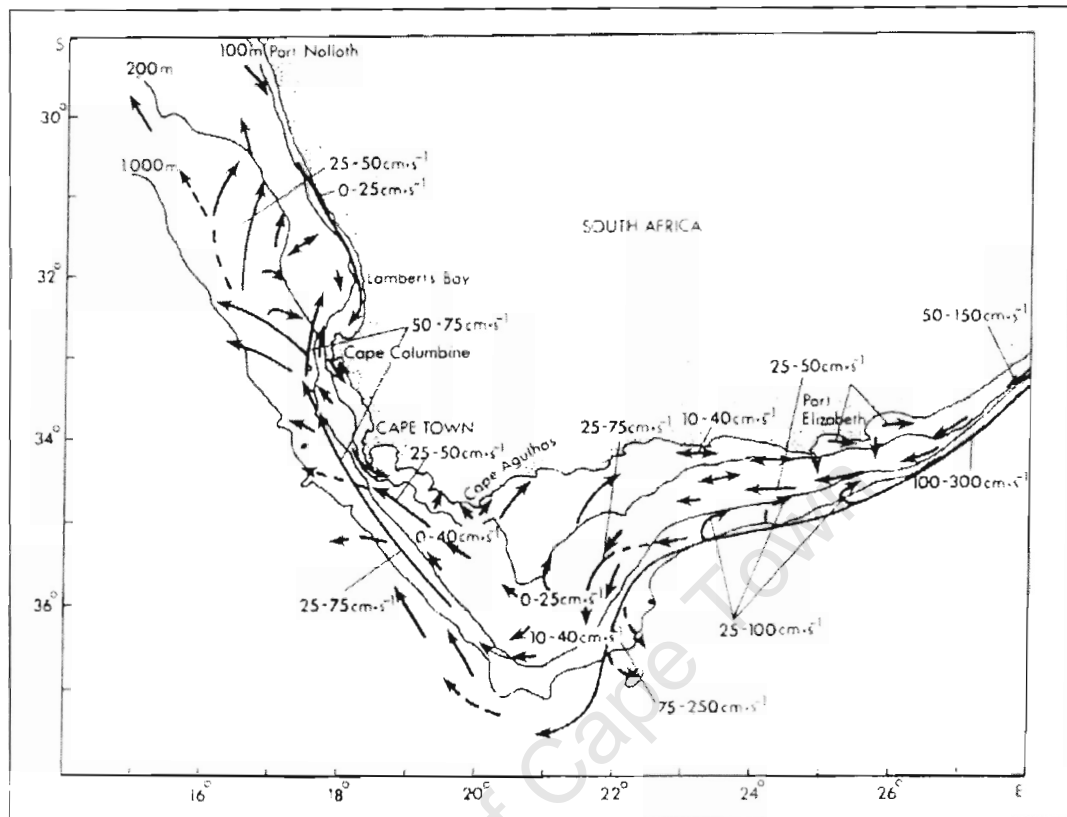 S
100m Port Nolloth
200m
30°
1000m
25-50cm·s⁻¹
0-25cm·s⁻¹
SOUTH AFRICA
32°
Lamberts Bay
50-75cm·s⁻¹
Cape Columbine
50-150cm·s⁻¹
25-50cm·s⁻¹
Port
Elizabeth
34°
CAPE TOWN
25-50cm·s⁻¹
Cape Agulhas
25-75cm·s⁻¹
10-40cm·s⁻¹
100-300cm·s⁻¹
0-40cm·s⁻¹
36°
25-75cm·s⁻¹
0-25cm·s⁻¹
10-40cm·s⁻¹
25-100cm·s⁻¹
75-250cm·s⁻¹
16° 18° 20° 22° 24° 26° E
of Cape Town